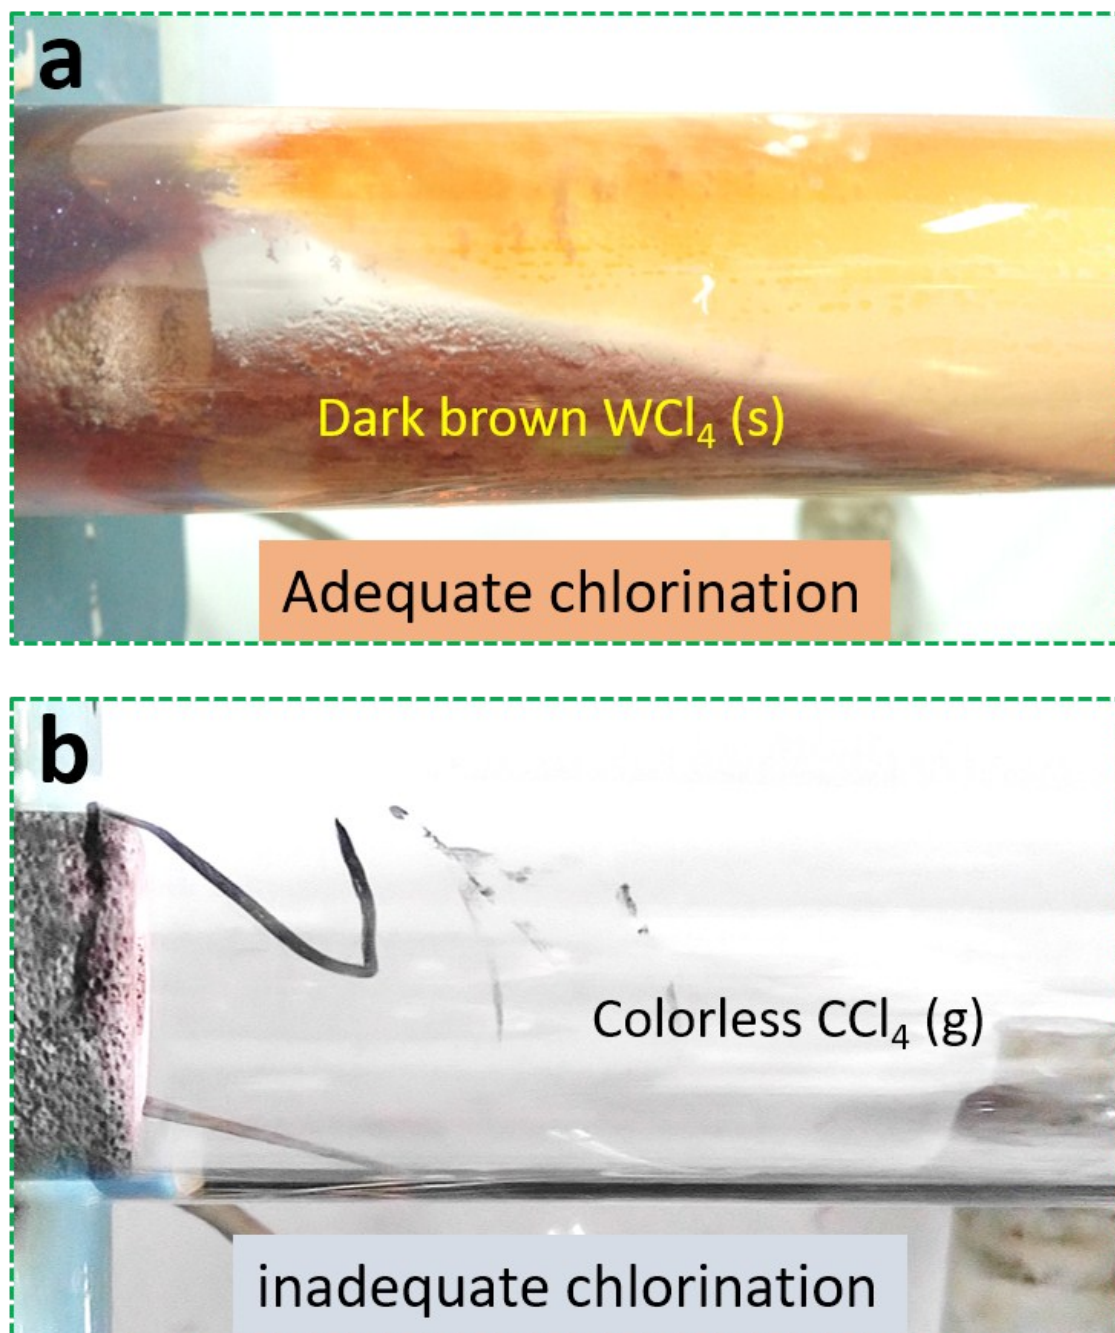 a
Dark brown WCl₄ (s)
Adequate chlorination
b
Colorless CCl₄ (g)
inadequate chlorination